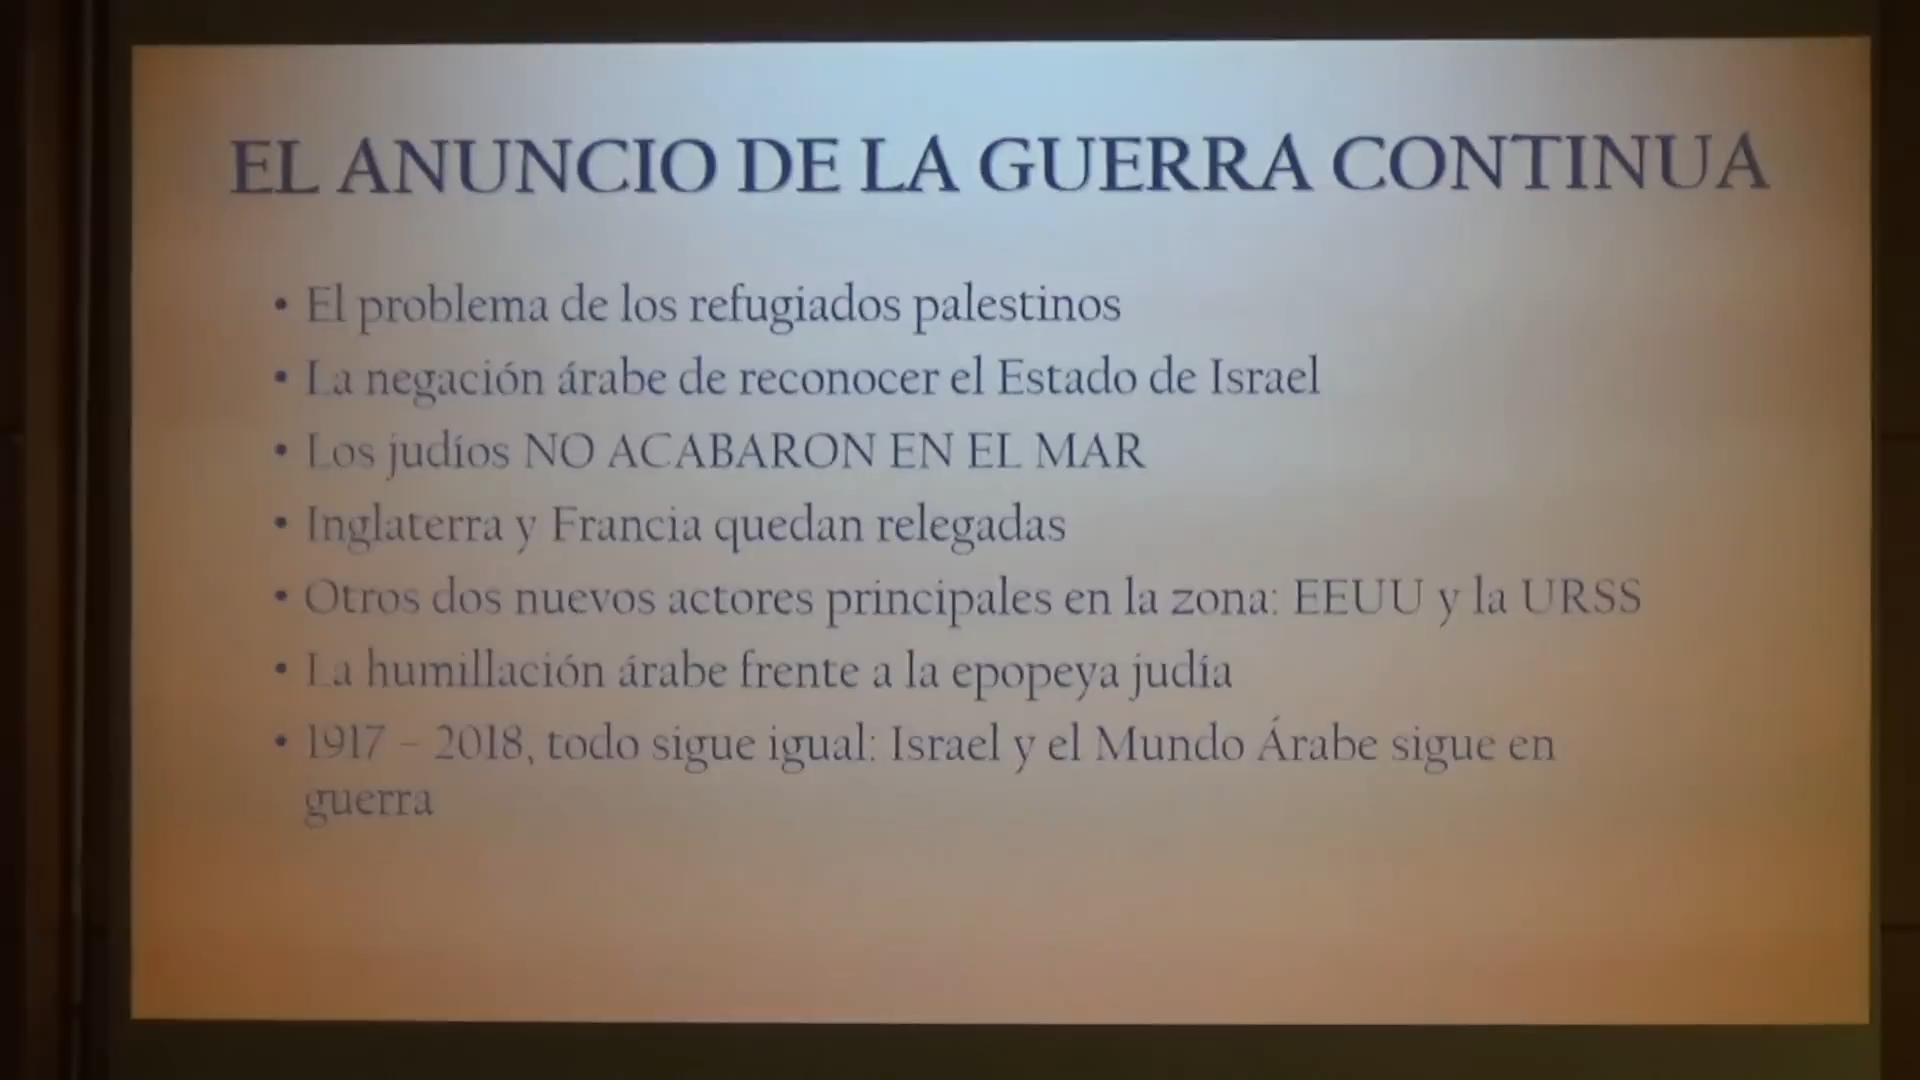 EL ANUNCIO DE LA GUERRA CONTINUA
• El problema de los refugiados palestinos
• La negación árabe de reconocer el Estado de Israel
• Los judíos NO ACABARON EN EL MAR
• Inglaterra y Francia quedan relegadas
• Otros dos nuevos actores principales en la zona: EEUU y la URSS
• La humillación árabe frente a la epopeya judía
• 1917 – 2018, todo sigue igual: Israel y el Mundo Árabe sigue en
guerra